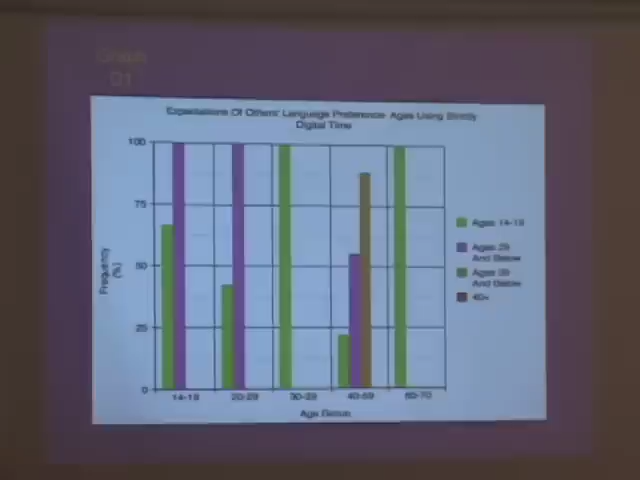 Graph
D1
Expectations Of Others' Language Preference: Ages Using Strictly
Digital Time
100
75
50
25
0
Frequency
(%)
14-19
20-29
30-39
40-59
60-70
Age Group
Ages 14-19
Ages 29
And Below
Ages 39
And Below
40+